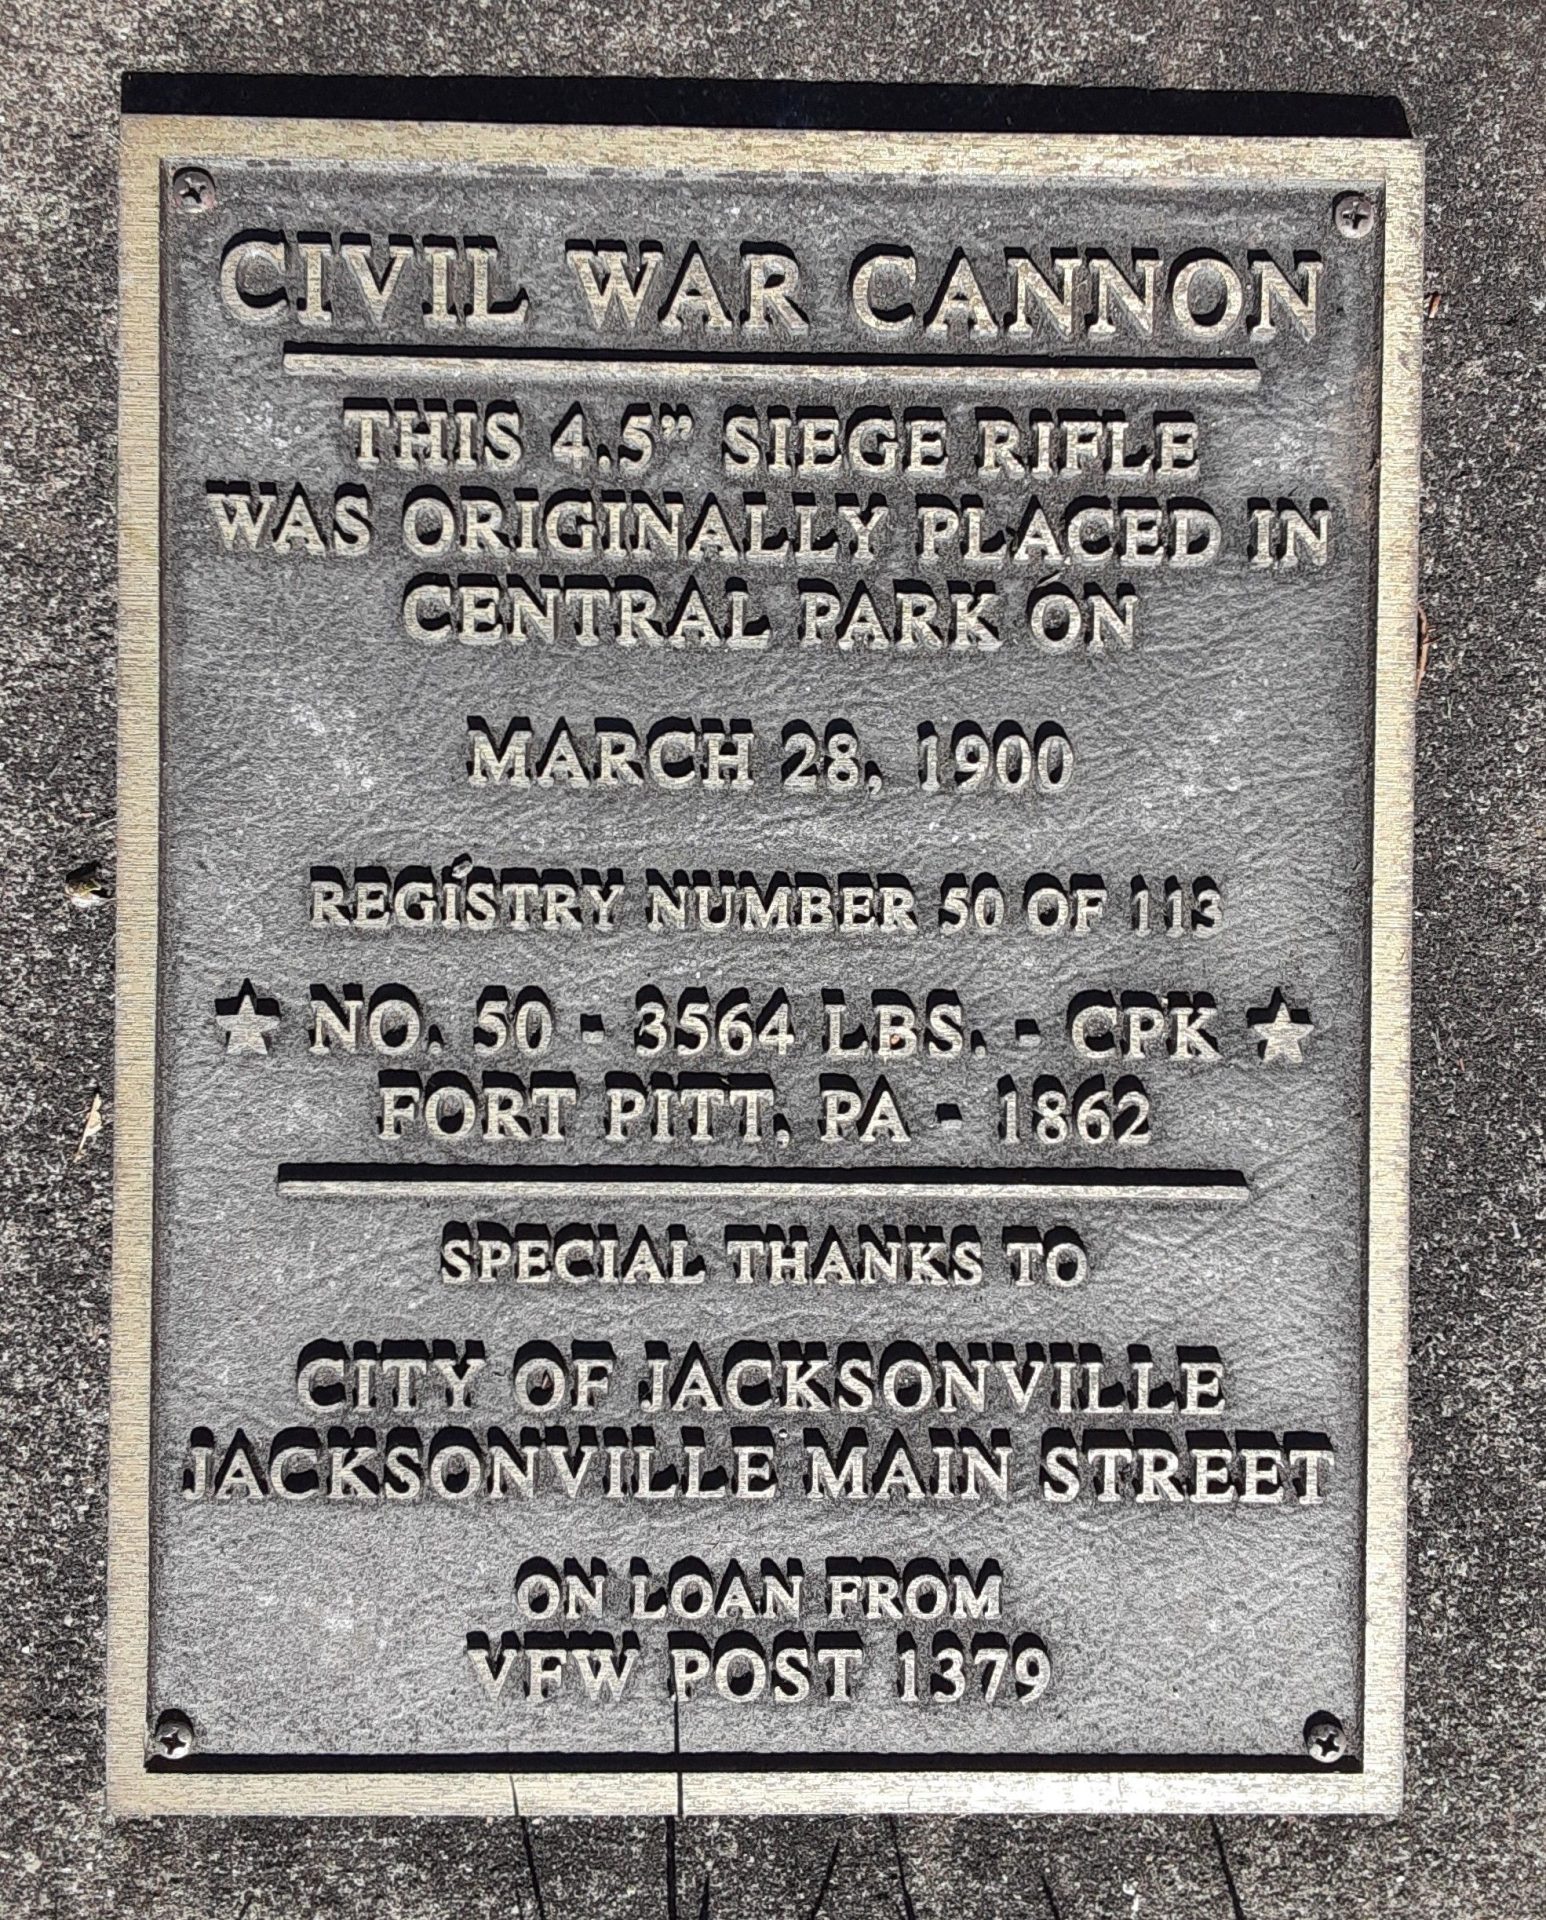 CIVIL WAR CANNON
THIS 4.5” SIEGE RIFLE
WAS ORIGINALLY PLACED IN
CENTRAL PARK ON
MARCH 28, 1900
REGISTRY NUMBER 50 OF 113
★ NO. 50 - 3564 LBS. - CPK ★
FORT PITT, PA - 1862
SPECIAL THANKS TO
CITY OF JACKSONVILLE
JACKSONVILLE MAIN STREET
ON LOAN FROM
VFW POST 1379